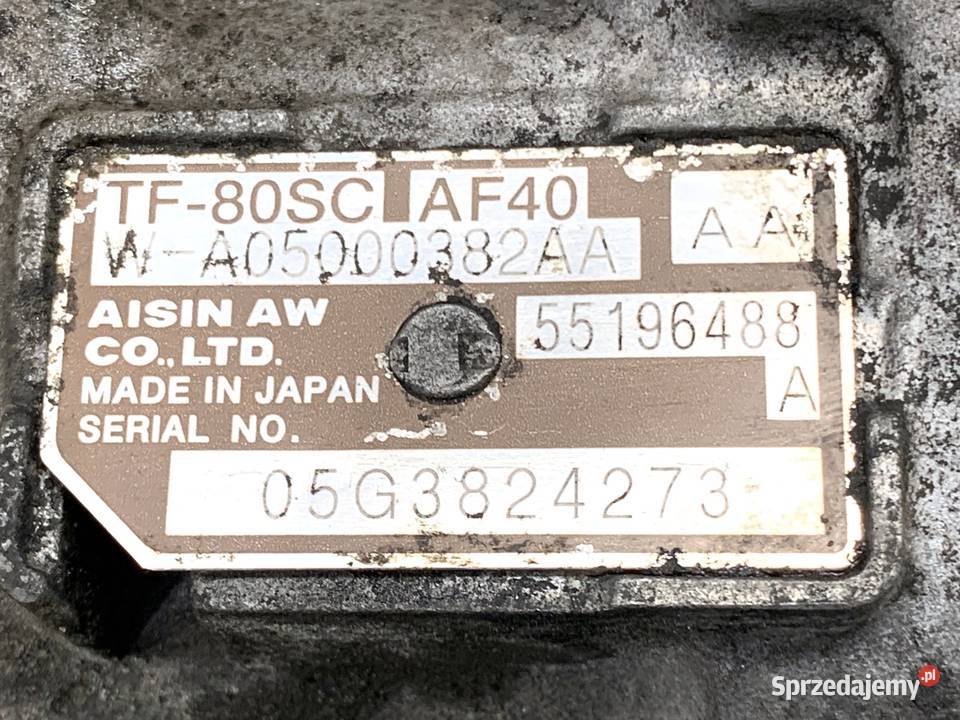 TF-80SC AF40
W-A05000382AA AA
AISIN AW
CO.,LTD.
55196488
MADE IN JAPAN
A
SERIAL NO.
05G3824273
Sprzedajemy.pl